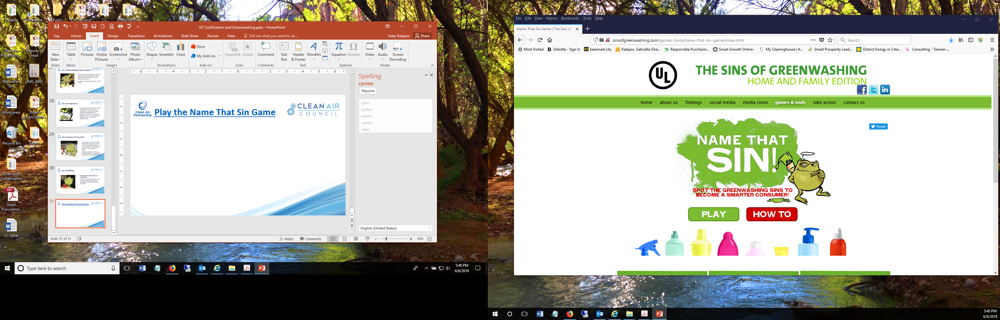 Desktop
GKalapos
Public
EV Charging
CC
Presentation
Ideas for Presentatio...
Reports to read
Teleconfer... line
IMG_4880
Word press
Urban Agriculture
Recycle Bin
Videos
Science of Collaboration
PDF
Green Procureme...
LC Letter
GP Certification and Greenwashing.pptx - PowerPoint
File Home Insert Design Transitions Animations Slide Show Review View Tell me what you want to do...
Gaby Kalapos Share
New Slide
Table
Pictures
Online Pictures
Screenshot
Photo Album
Shapes
SmartArt
Chart
Store
My Add-ins
Hyperlink
Action
Comment
Text Box
Header & Footer
WordArt
Equation
Symbol
Video
Audio
Screen Recording
Slides Tables Images Illustrations Add-ins Links Comments Text Symbols Media
Sin of Worshipping False Labels
28
Sin of Irrelevance
29
Sin of Lesser of Two Evils
30
Sin of Fibbing
31
Play the Name That Sin Game
Clean Air Partnership
Play the Name That Sin Game
CLEAN AIR
COUNCIL
Spelling
cynism
Resume
cynic
cynics
civism
cynics'
cines
English (United States)
Slide 31 of 31
Notes
Comments
56%
Type here to search
5:40 PM
6/6/2018
File Edit View History Bookmarks Tools Help
Name That Sin Game | The Sins of
sinsofgreenwashing.com/games-tools/name-that-sin-game/index.html
Search
Most Visited
D. Deloitte - Sign In
beesmart.city
Kalapos, Gabriella (Gre...
Responsible Purchasin...
Smart Growth Online -
My Clearinghouse | A...
Smart Prosperity Lead...
District Energy in Citie...
Consulting - Tamsen ...
UL
THE SINS OF GREENWASHING
HOME AND FAMILY EDITION
home about us findings social media media room games & tools take action contact us
Tweet
NAME THAT
SIN!
SPOT THE GREENWASHING SINS TO
BECOME A SMARTER CONSUMER!
PLAY
HOW TO
5:40 PM
6/6/2018